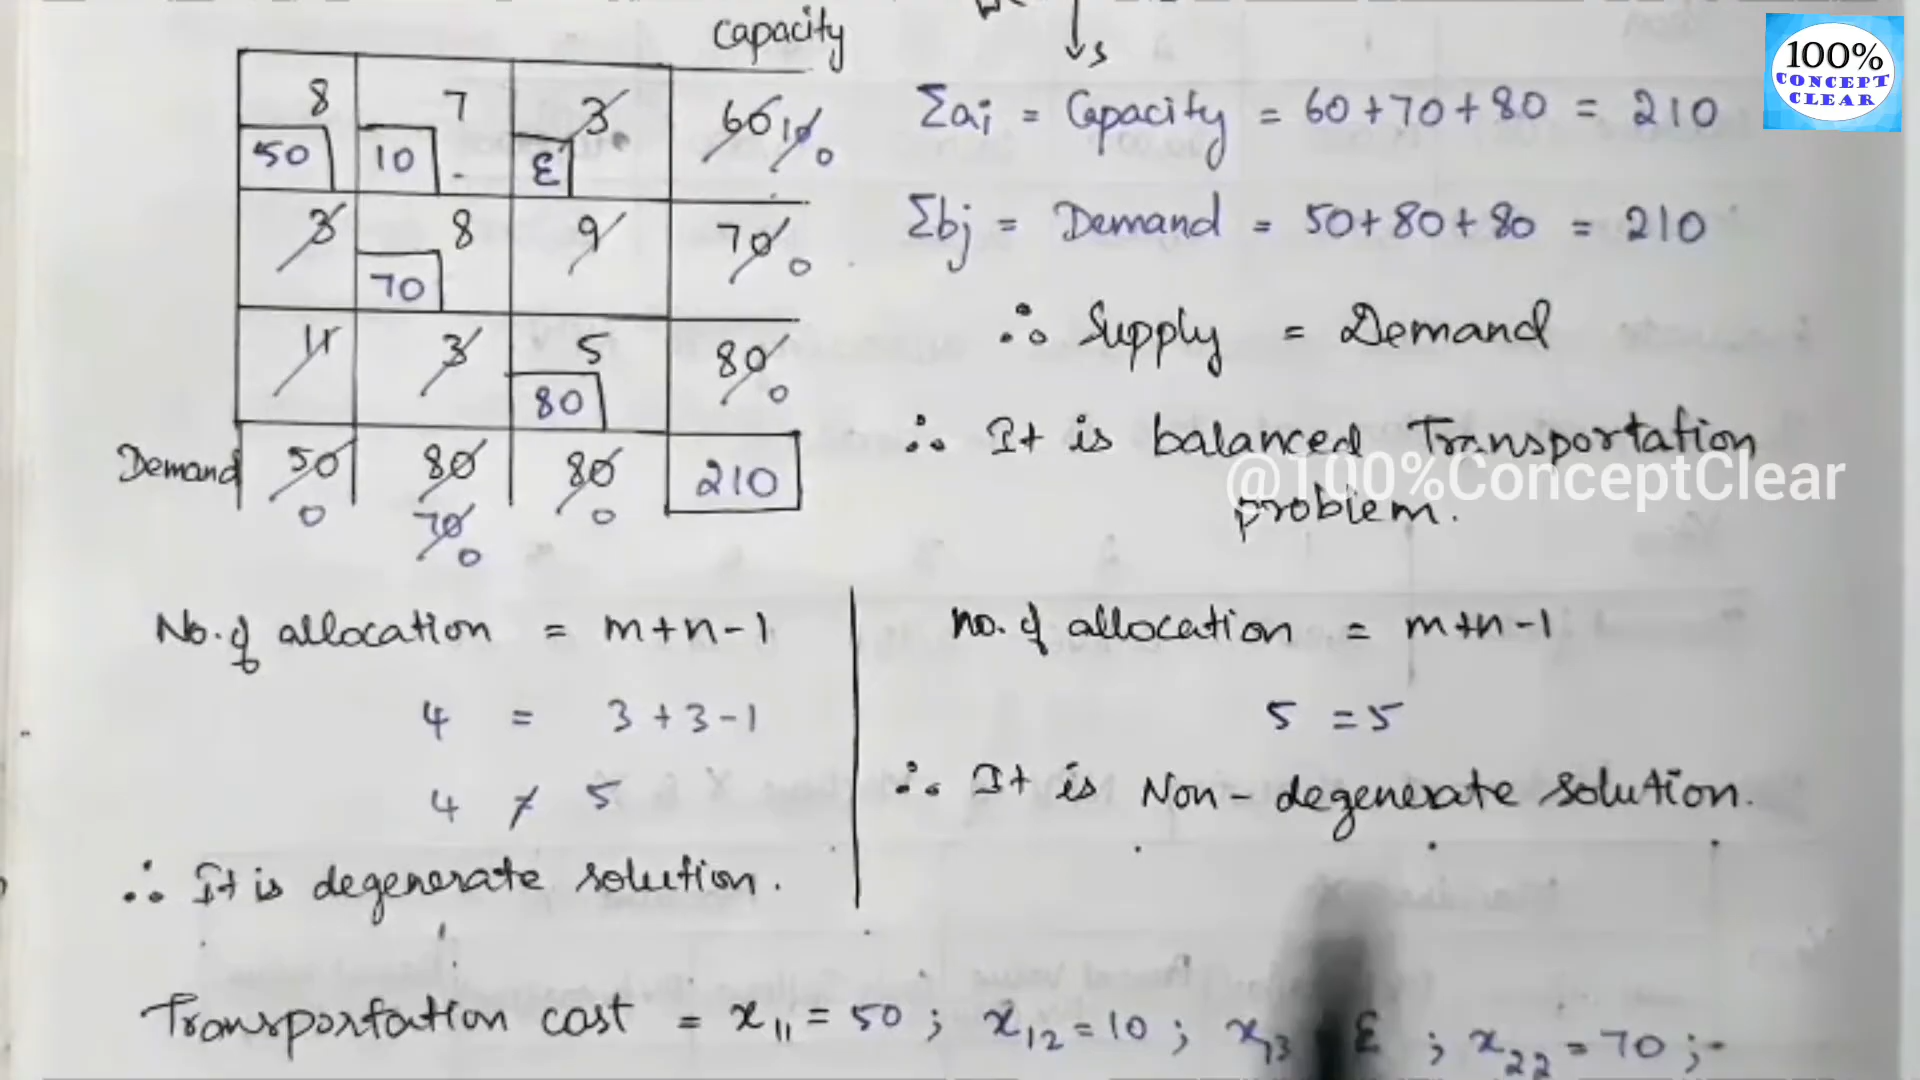 Capacity
8 7 3 60 10 0
50 10 ε
3 8 9 70 0
70
11 3 5 80 0
80
Demand 50 80 80 210
0 70 0 0
↓s
Σai = Capacity = 60+70+80 = 210
Σbj = Demand = 50+80+80 = 210
∴ Supply = Demand
∴ It is balanced Transportation
problem.
@100%ConceptClear
100%
CONCEPT
CLEAR
No. of allocation = m+n-1
4 = 3+3-1
4 ≠ 5
∴ It is degenerate solution.
no. of allocation = m+n-1
5 = 5
∴ It is Non-degenerate solution.
Transportation cost = x11 = 50 ; x12 = 10 ; x13 ε ; x22 = 70 ;